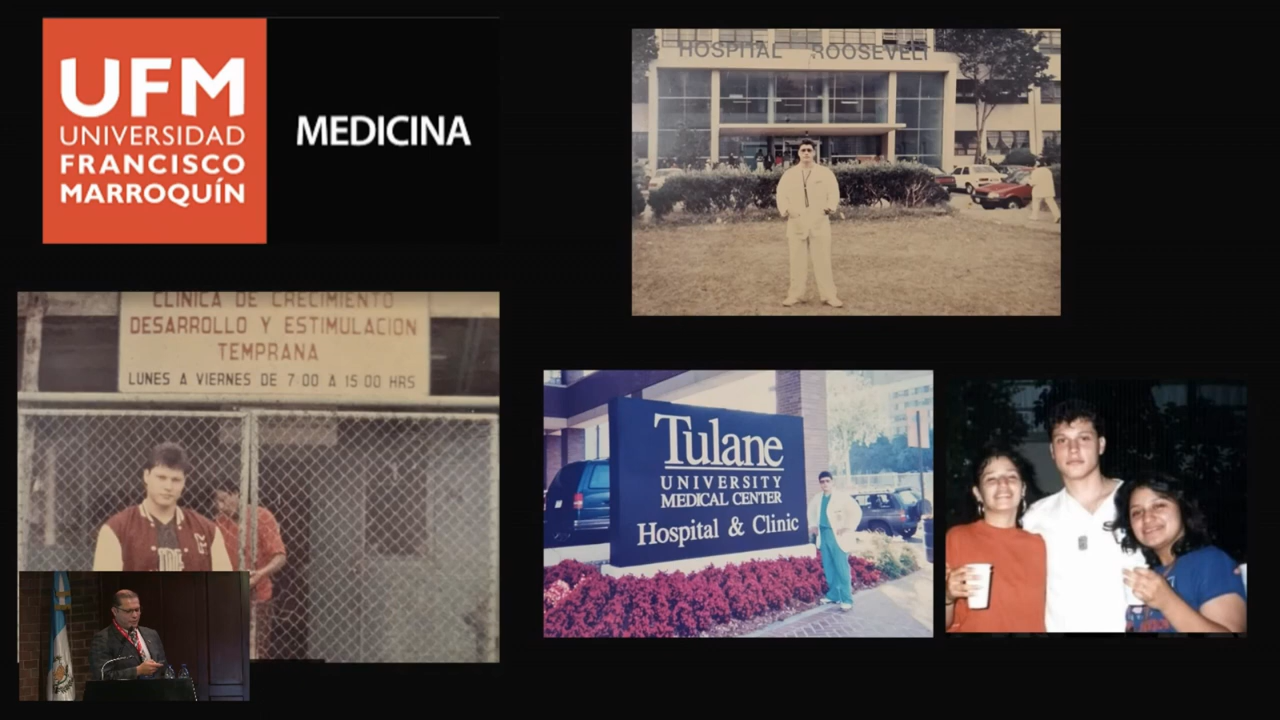 UFM
UNIVERSIDAD
FRANCISCO
MARROQUÍN
MEDICINA
HOSPITAL ROOSEVELT
CLINICA DE CRECIMIENTO
DESARROLLO Y ESTIMULACION
TEMPRANA
LUNES A VIERNES DE 7 00 A 15 00 HRS
Tulane
UNIVERSITY
MEDICAL CENTER
Hospital & Clinic